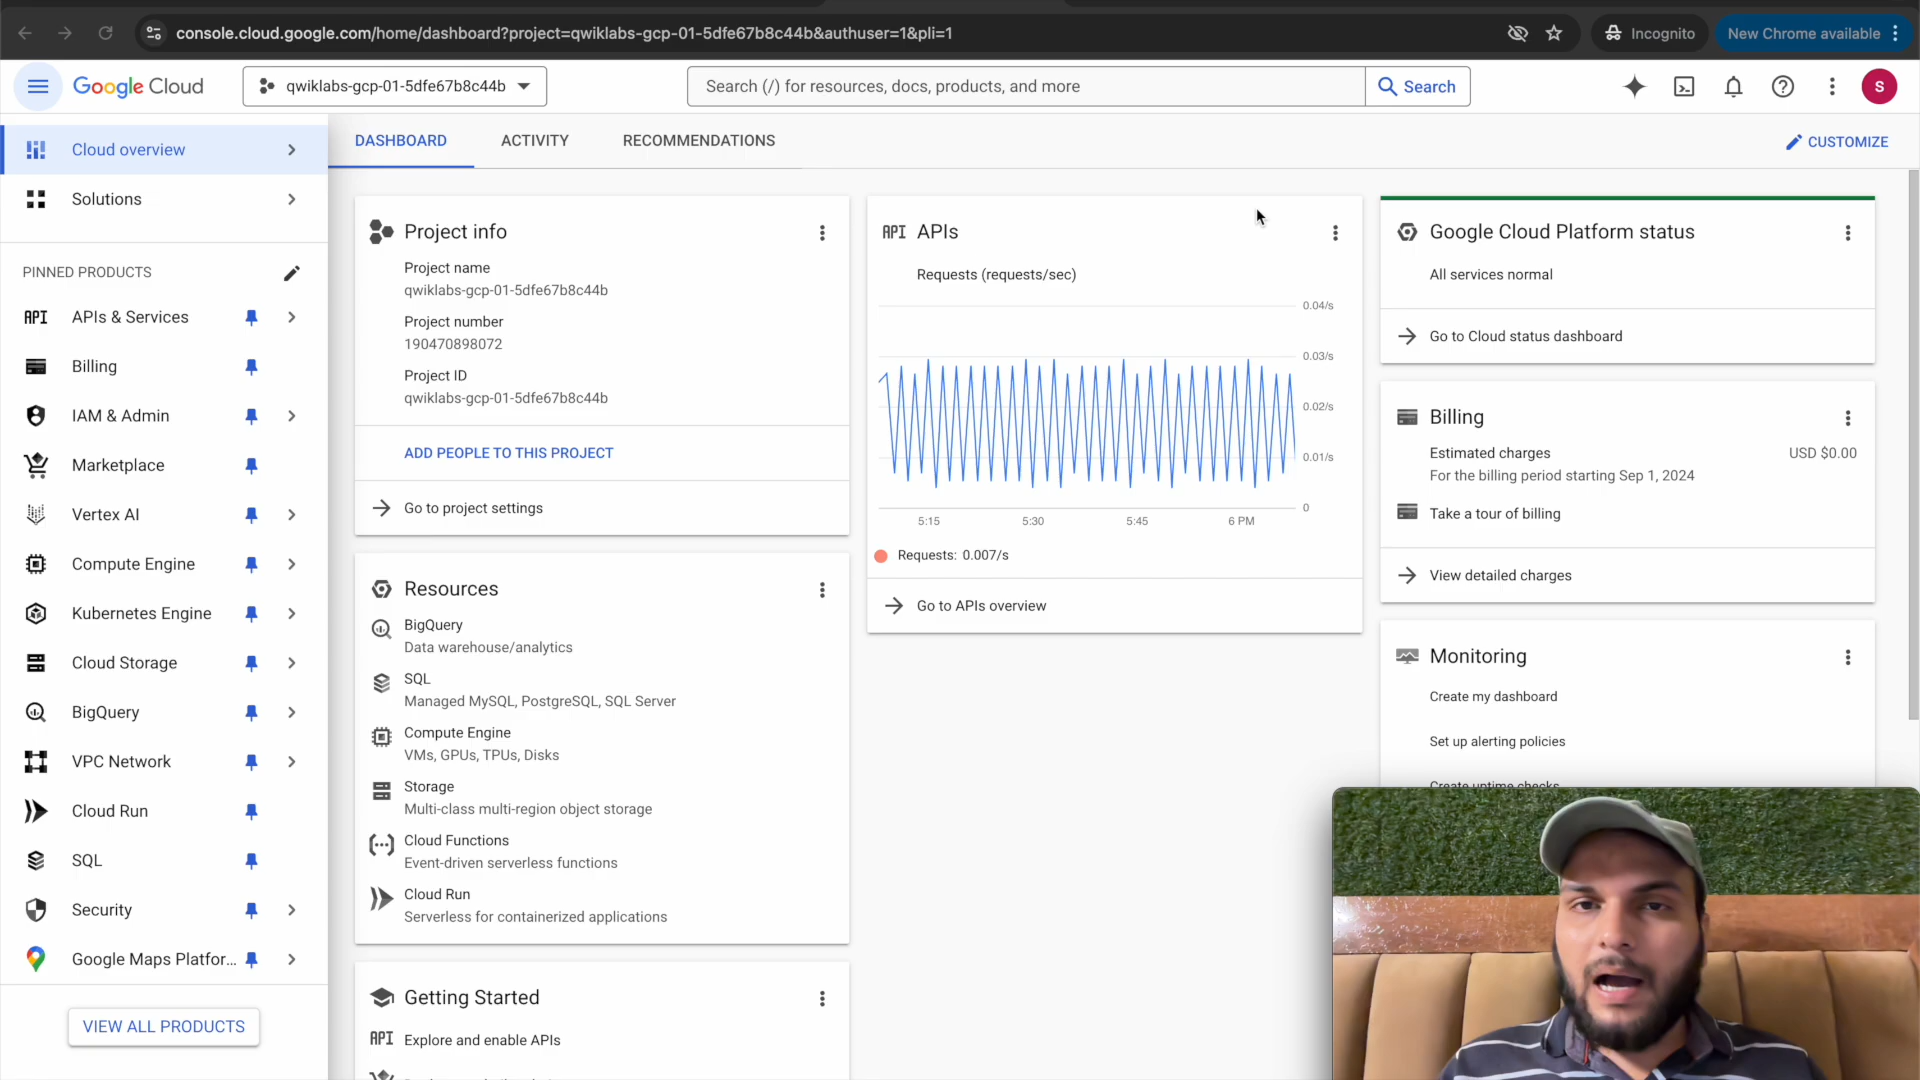 console.cloud.google.com/home/dashboard?project=qwiklabs-gcp-01-5dfe67b8c44b&authuser=1&pli=1
Incognito
New Chrome available
Google Cloud
qwiklabs-gcp-01-5dfe67b8c44b
Search (/) for resources, docs, products, and more
Search
S
Cloud overview
Solutions
PINNED PRODUCTS
API APIs & Services
Billing
IAM & Admin
Marketplace
Vertex AI
Compute Engine
Kubernetes Engine
Cloud Storage
BigQuery
VPC Network
Cloud Run
SQL
Security
Google Maps Platfor...
VIEW ALL PRODUCTS
DASHBOARD
ACTIVITY
RECOMMENDATIONS
CUSTOMIZE
Project info
Project name
qwiklabs-gcp-01-5dfe67b8c44b
Project number
190470898072
Project ID
qwiklabs-gcp-01-5dfe67b8c44b
ADD PEOPLE TO THIS PROJECT
Go to project settings
Resources
BigQuery
Data warehouse/analytics
SQL
Managed MySQL, PostgreSQL, SQL Server
Compute Engine
VMs, GPUs, TPUs, Disks
Storage
Multi-class multi-region object storage
Cloud Functions
Event-driven serverless functions
Cloud Run
Serverless for containerized applications
Getting Started
API Explore and enable APIs
API APIs
Requests (requests/sec)
0.04/s
0.03/s
0.02/s
0.01/s
0
5:15
5:30
5:45
6 PM
Requests: 0.007/s
Go to APIs overview
Google Cloud Platform status
All services normal
Go to Cloud status dashboard
Billing
Estimated charges
USD $0.00
For the billing period starting Sep 1, 2024
Take a tour of billing
View detailed charges
Monitoring
Create my dashboard
Set up alerting policies
Create uptime checks